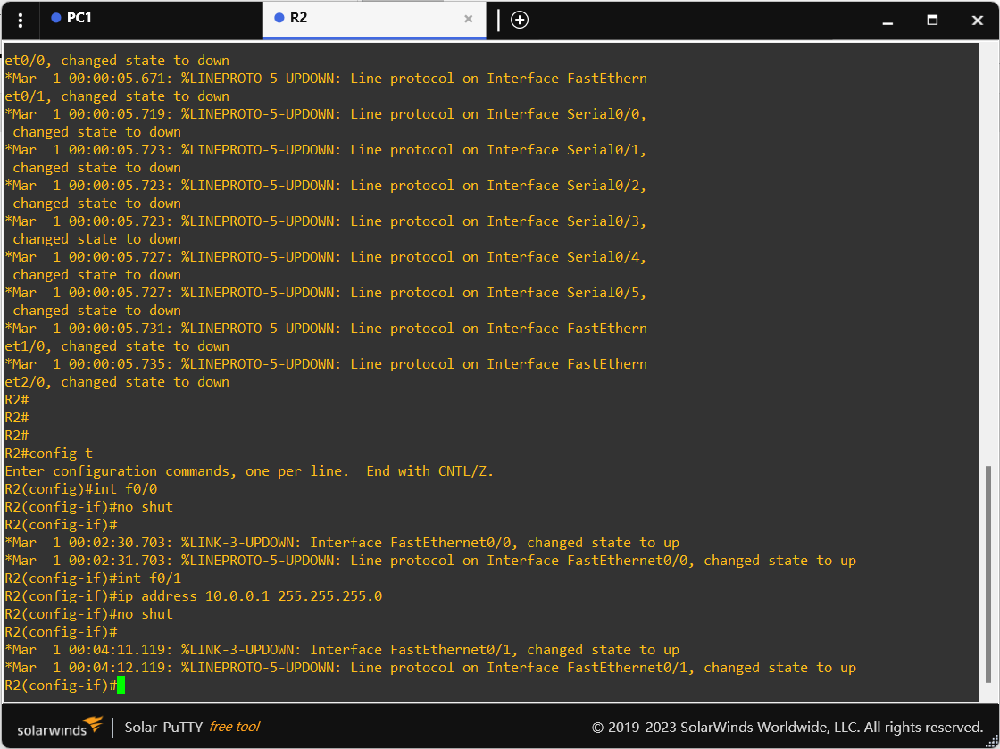 PC1
R2
et0/0, changed state to down
*Mar  1 00:00:05.671: %LINEPROTO-5-UPDOWN: Line protocol on Interface FastEthern
et0/1, changed state to down
*Mar  1 00:00:05.719: %LINEPROTO-5-UPDOWN: Line protocol on Interface Serial0/0,
 changed state to down
*Mar  1 00:00:05.723: %LINEPROTO-5-UPDOWN: Line protocol on Interface Serial0/1,
 changed state to down
*Mar  1 00:00:05.723: %LINEPROTO-5-UPDOWN: Line protocol on Interface Serial0/2,
 changed state to down
*Mar  1 00:00:05.723: %LINEPROTO-5-UPDOWN: Line protocol on Interface Serial0/3,
 changed state to down
*Mar  1 00:00:05.727: %LINEPROTO-5-UPDOWN: Line protocol on Interface Serial0/4,
 changed state to down
*Mar  1 00:00:05.727: %LINEPROTO-5-UPDOWN: Line protocol on Interface Serial0/5,
 changed state to down
*Mar  1 00:00:05.731: %LINEPROTO-5-UPDOWN: Line protocol on Interface FastEthern
et1/0, changed state to down
*Mar  1 00:00:05.735: %LINEPROTO-5-UPDOWN: Line protocol on Interface FastEthern
et2/0, changed state to down
R2#
R2#
R2#
R2#config t
Enter configuration commands, one per line.  End with CNTL/Z.
R2(config)#int f0/0
R2(config-if)#no shut
R2(config-if)#
*Mar  1 00:02:30.703: %LINK-3-UPDOWN: Interface FastEthernet0/0, changed state to up
*Mar  1 00:02:31.703: %LINEPROTO-5-UPDOWN: Line protocol on Interface FastEthernet0/0, changed state to up
R2(config-if)#int f0/1
R2(config-if)#ip address 10.0.0.1 255.255.255.0
R2(config-if)#no shut
R2(config-if)#
*Mar  1 00:04:11.119: %LINK-3-UPDOWN: Interface FastEthernet0/1, changed state to up
*Mar  1 00:04:12.119: %LINEPROTO-5-UPDOWN: Line protocol on Interface FastEthernet0/1, changed state to up
R2(config-if)#
solarwinds
Solar-PuTTY free tool
© 2019-2023 SolarWinds Worldwide, LLC. All rights reserved.